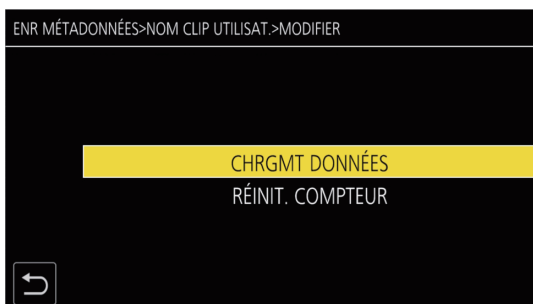 ENR MÉTADONNÉES>NOM CLIP UTILISAT.>MODIFIER
CHRGMT DONNÉES
RÉINIT. COMPTEUR